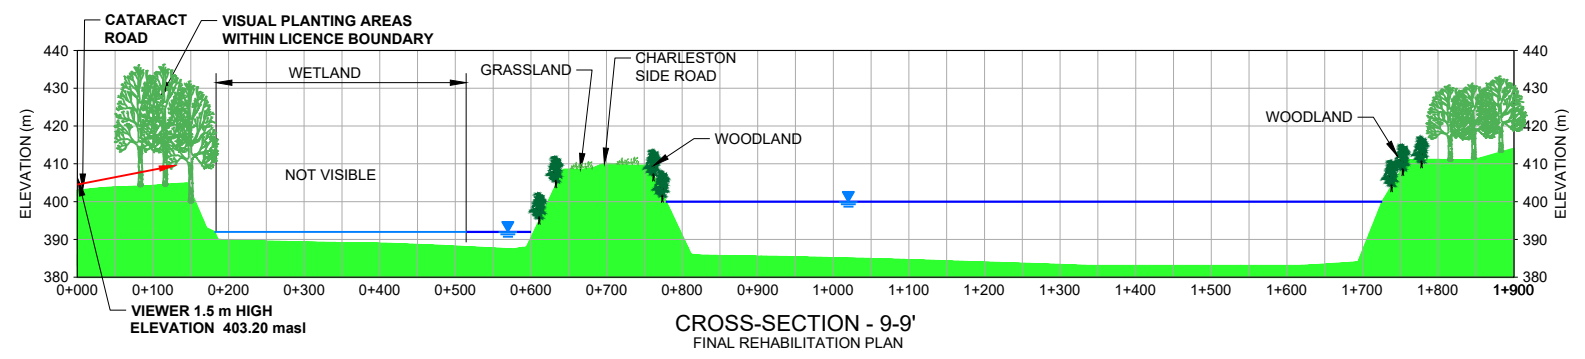 CATARACT
ROAD
VISUAL PLANTING AREAS
WITHIN LICENCE BOUNDARY
440
430
420
410
400
390
380
ELEVATION (m)
WETLAND
GRASSLAND
CHARLESTON
SIDE ROAD
WOODLAND
WOODLAND
NOT VISIBLE
440
430
420
410
400
390
380
ELEVATION (m)
0+000 0+100 0+200 0+300 0+400 0+500 0+600 0+700 0+800 0+900 1+000 1+100 1+200 1+300 1+400 1+500 1+600 1+700 1+800 1+900
VIEWER 1.5 m HIGH
ELEVATION 403.20 masl
CROSS-SECTION - 9-9'
FINAL REHABILITATION PLAN